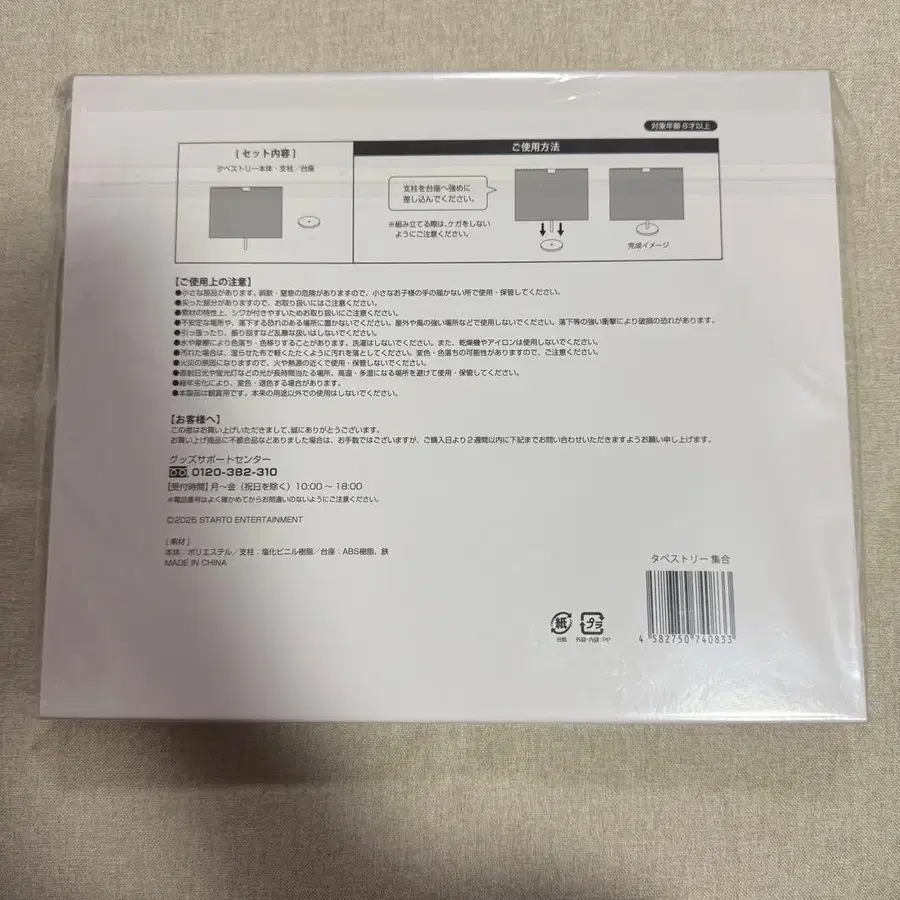 対象年齢 8才以上
[ セット内容 ]
タペストリー本体・支柱／台座
ご使用方法
支柱を台座へ強めに
差し込んでください。
※組み立てる際は、ケガをしない
ようにご注意ください。
完成イメージ
【ご使用上の注意】
●小さな部品があります。誤飲・窒息の危険がありますので、小さなお子様の手の届かない所で使用・保管してください。
●尖った部分がありますので、お取り扱いにはご注意ください。
●素材の特性上、シワが付きやすいためお取り扱いにはご注意ください。
●不安定な場所や、落下する恐れのある場所に置かないでください。屋外や風の強い場所などで使用しないでください。落下等の強い衝撃により破損の恐れがあります。
●引っ張ったり、振り回すなど乱暴な扱いはしないでください。
●水や摩擦により色落ち・色移りすることがあります。洗濯はしないでください。また、乾燥機やアイロンは使用しないでください。
●汚れた場合は、湿らせた布で軽くたたくように汚れを落としてください。変色・色落ちの可能性がありますので、ご注意ください。
●火災の原因になりますので、火や熱源の近くで使用・保管しないでください。
●直射日光や蛍光灯などの光が長時間当たる場所、高温・多湿になる場所を避けて使用・保管してください。
●経年劣化により、変色・退色する場合があります。
●本製品は観賞用です。本来の用途以外での使用はしないでください。
【お客様へ】
この度はお買い上げいただきまして、誠にありがとうございます。
お買い上げ商品に不都合品などありました場合は、お手数ではございますが、ご購入日より2週間以内に下記までお問い合わせいただきますようお願い申し上げます。
グッズサポートセンター
0120-382-310
【受付時間】月～金（祝日を除く）10:00～18:00
※電話番号はよく確かめてからお間違いのないようにご注意ください。
©2025 STARTO ENTERTAINMENT
[ 素材 ]
本体：ポリエステル／支柱：塩化ビニル樹脂／台座：ABS樹脂、鉄
MADE IN CHINA
タペストリー 集合
紙
台紙
プラ
外袋・内袋：PP
4 582750 740833